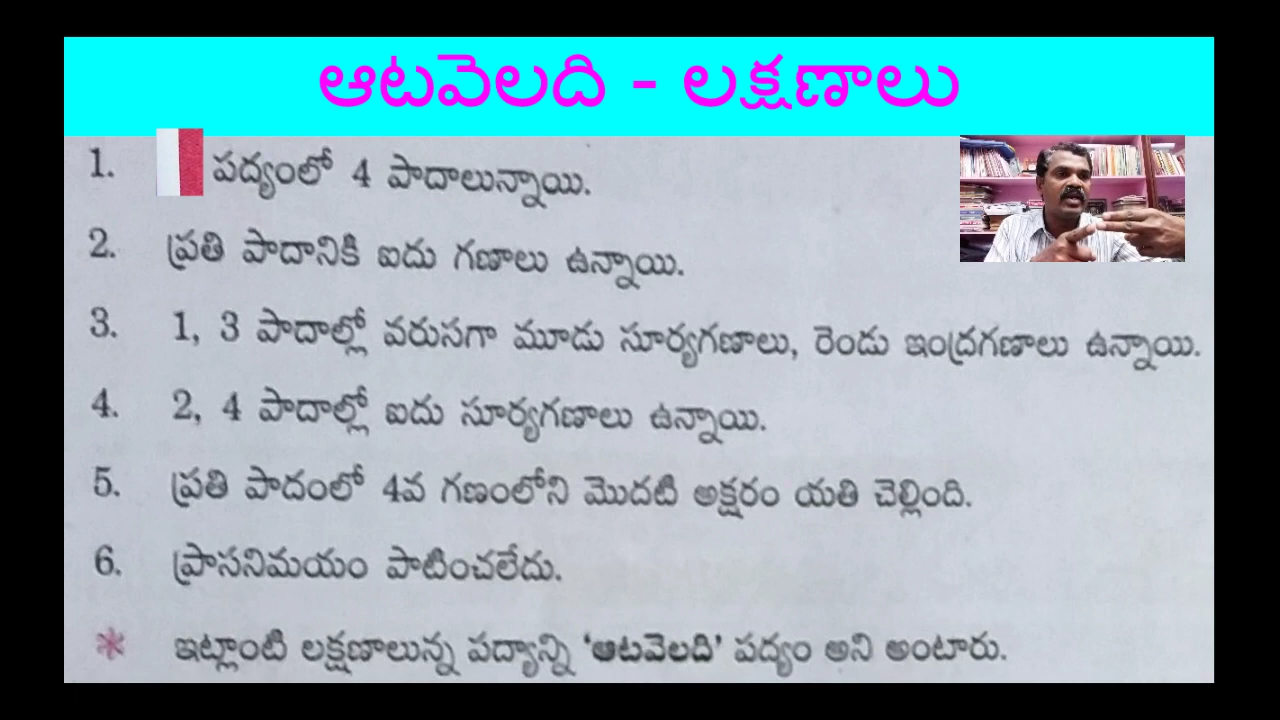 ఆటవెలది - లక్షణాలు
1. పద్యంలో 4 పాదాలున్నాయి.
2. ప్రతి పాదానికి ఐదు గణాలు ఉన్నాయి.
3. 1, 3 పాదాల్లో వరుసగా మూడు సూర్యగణాలు, రెండు ఇంద్రగణాలు ఉన్నాయి.
4. 2, 4 పాదాల్లో ఐదు సూర్యగణాలు ఉన్నాయి.
5. ప్రతి పాదంలో 4వ గణంలోని మొదటి అక్షరం యతి చెల్లింది.
6. ప్రాసనిమయం పాటించలేదు.
* ఇట్లాంటి లక్షణాలున్న పద్యాన్ని ‘ఆటవెలది’ పద్యం అని అంటారు.